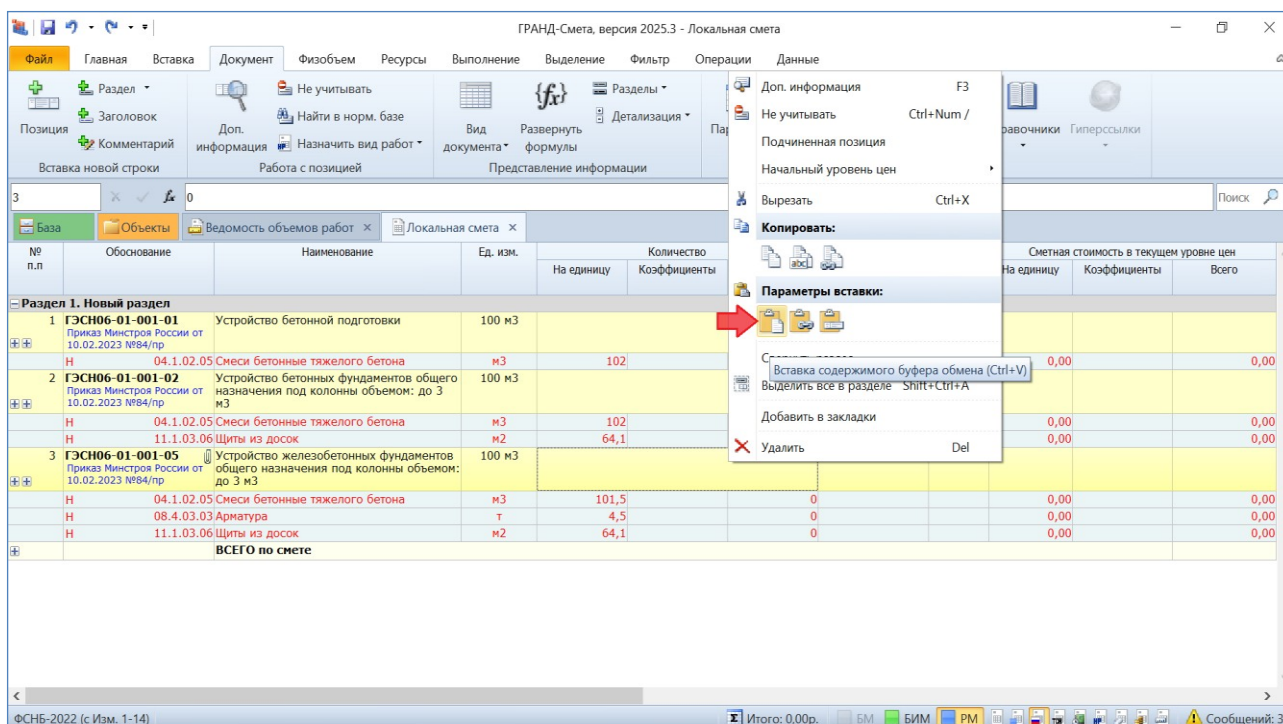 ГРАНД-Смета, версия 2025.3 - Локальная смета
Файл Главная Вставка Документ Физобъем Ресурсы Выполнение Выделение Фильтр Операции Данные
Позиция
Раздел
Заголовок
Комментарий
Вставка новой строки
Доп. информация
Не учитывать
Найти в норм. базе
Назначить вид работ
Работа с позицией
Вид документа
Развернуть формулы
Разделы
Детализация
Представление информации
Гиперссылки
3 fx 0 Поиск
База Объекты Ведомость объемов работ × Локальная смета ×
№ п.п Обоснование Наименование Ед. изм. Количество Сметная стоимость в текущем уровне цен
На единицу Коэффициенты На единицу Коэффициенты Всего
Раздел 1. Новый раздел
1 ГЭСН06-01-001-01 Устройство бетонной подготовки 100 м3
Приказ Минстроя России от
10.02.2023 №84/пр
Н 04.1.02.05 Смеси бетонные тяжелого бетона м3 102 0,00 0,00
2 ГЭСН06-01-001-02 Устройство бетонных фундаментов общего 100 м3
Приказ Минстроя России от назначения под колонны объемом: до 3
10.02.2023 №84/пр м3
Н 04.1.02.05 Смеси бетонные тяжелого бетона м3 102 0,00 0,00
Н 11.1.03.06 Щиты из досок м2 64,1 0,00 0,00
3 ГЭСН06-01-001-05 Устройство железобетонных фундаментов 100 м3
Приказ Минстроя России от общего назначения под колонны объемом:
10.02.2023 №84/пр до 3 м3
Н 04.1.02.05 Смеси бетонные тяжелого бетона м3 101,5 0 0,00 0,00
Н 08.4.03.03 Арматура т 4,5 0 0,00 0,00
Н 11.1.03.06 Щиты из досок м2 64,1 0 0,00 0,00
ВСЕГО по смете
Доп. информация F3
Не учитывать Ctrl+Num /
Подчиненная позиция
Начальный уровень цен
Вырезать Ctrl+X
Копировать:
Параметры вставки:
Вставка содержимого буфера обмена (Ctrl+V)
Выделить все в разделе Shift+Ctrl+A
Добавить в закладки
Удалить Del
ФСНБ-2022 (с Изм. 1-14) Итого: 0,00р. БМ БИМ РМ Сообщений: 3